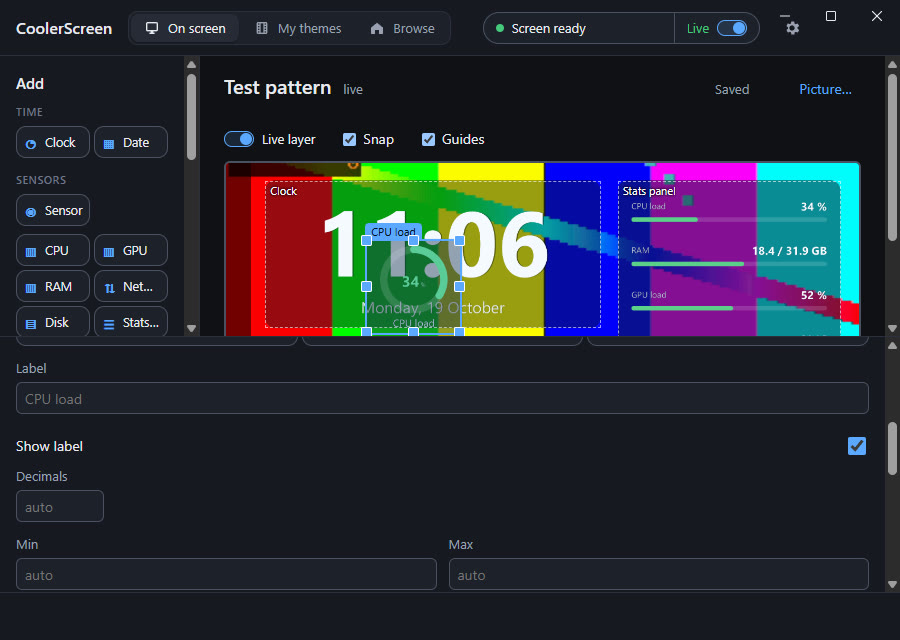 CoolerScreen On screen My themes Browse Screen ready Live
Add
TIME
Clock Date
SENSORS
Sensor
CPU GPU
RAM Net...
Disk Stats...
Test pattern live Saved Picture...
Live layer Snap Guides
Clock
11:06
Monday, 19 October
CPU load
34 %
CPU load
Stats panel
CPU load 34 %
RAM 18.4 / 31.9 GB
GPU load 52 %
Label
CPU load
Show label
Decimals
auto
Min Max
auto auto